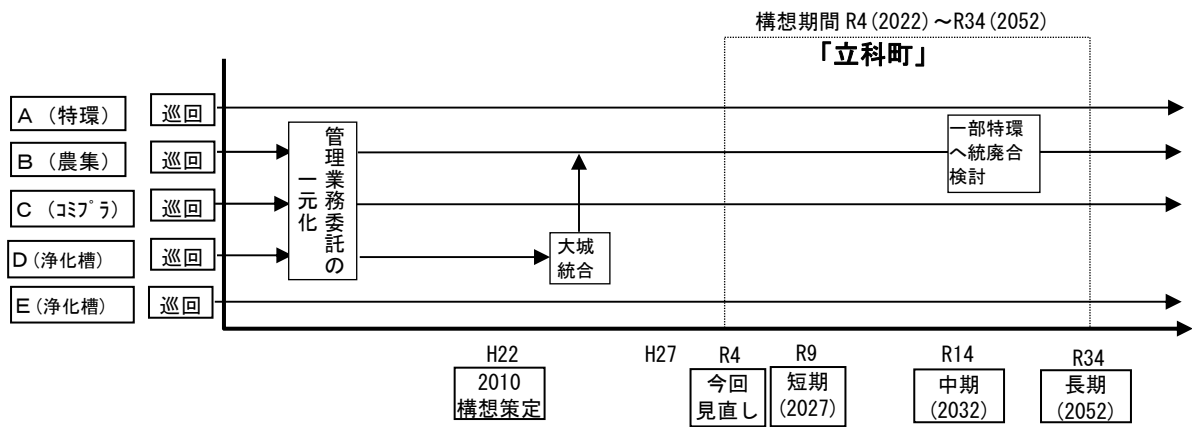 構想期間 R4(2022)～R34(2052)
「立科町」
A （特環） 巡回
B （農集） 巡回
C （ｺﾐﾌﾟﾗ） 巡回
D(浄化槽) 巡回
E(浄化槽) 巡回
管理業務委託の
一元化
大城
統合
一部特環
へ統廃合
検討
H22
2010
構想策定
H27
R4
今回
見直し
R9
短期
(2027)
R14
中期
(2032)
R34
長期
(2052)